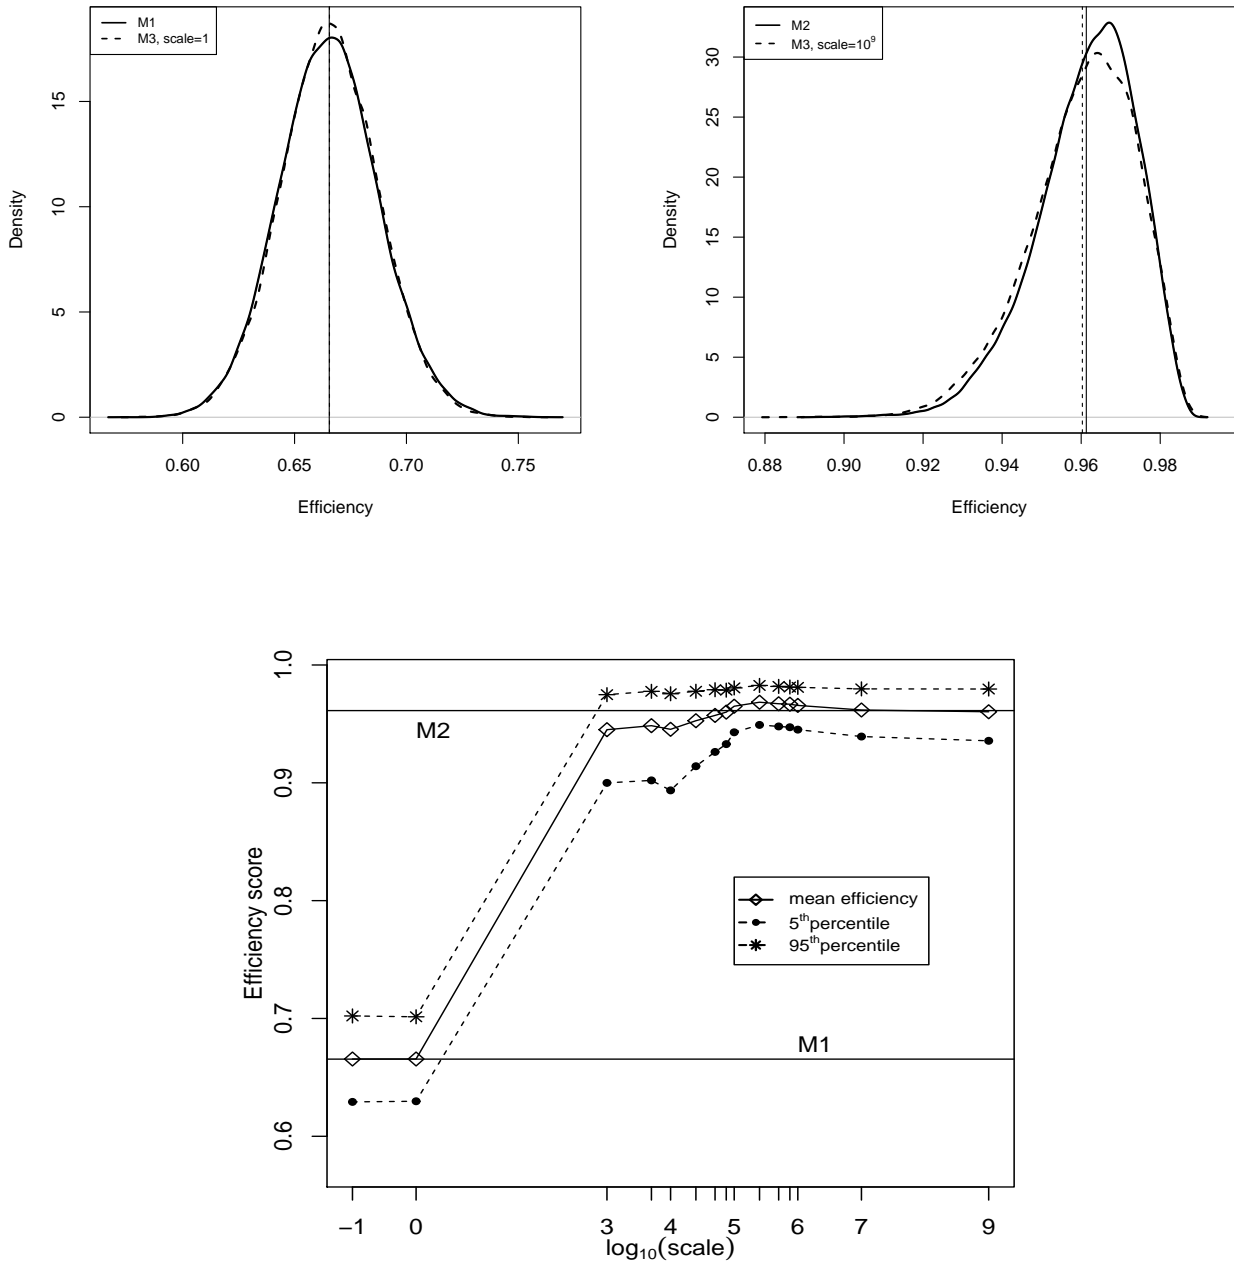 M1
M3, scale=1
Density
0
5
10
15
0.60 0.65 0.70 0.75
Efficiency
M2
M3, scale=10⁹
Density
0
5
10
15
20
25
30
0.88 0.90 0.92 0.94 0.96 0.98
Efficiency
Efficiency score
0.6
0.7
0.8
0.9
1.0
M2
M1
mean efficiency
5ᵗʰpercentile
95ᵗʰpercentile
−1 0 3 4 5 6 7 9
log₁₀(scale)